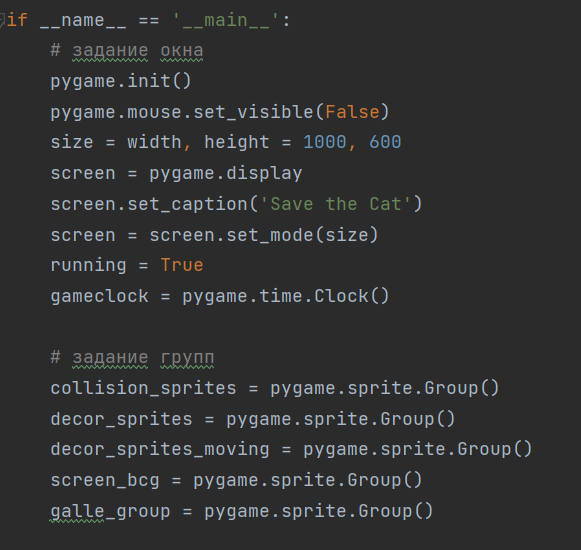 if __name__ == '__main__':
    # задание окна
    pygame.init()
    pygame.mouse.set_visible(False)
    size = width, height = 1000, 600
    screen = pygame.display
    screen.set_caption('Save the Cat')
    screen = screen.set_mode(size)
    running = True
    gameclock = pygame.time.Clock()

    # задание групп
    collision_sprites = pygame.sprite.Group()
    decor_sprites = pygame.sprite.Group()
    decor_sprites_moving = pygame.sprite.Group()
    screen_bcg = pygame.sprite.Group()
    galle_group = pygame.sprite.Group()